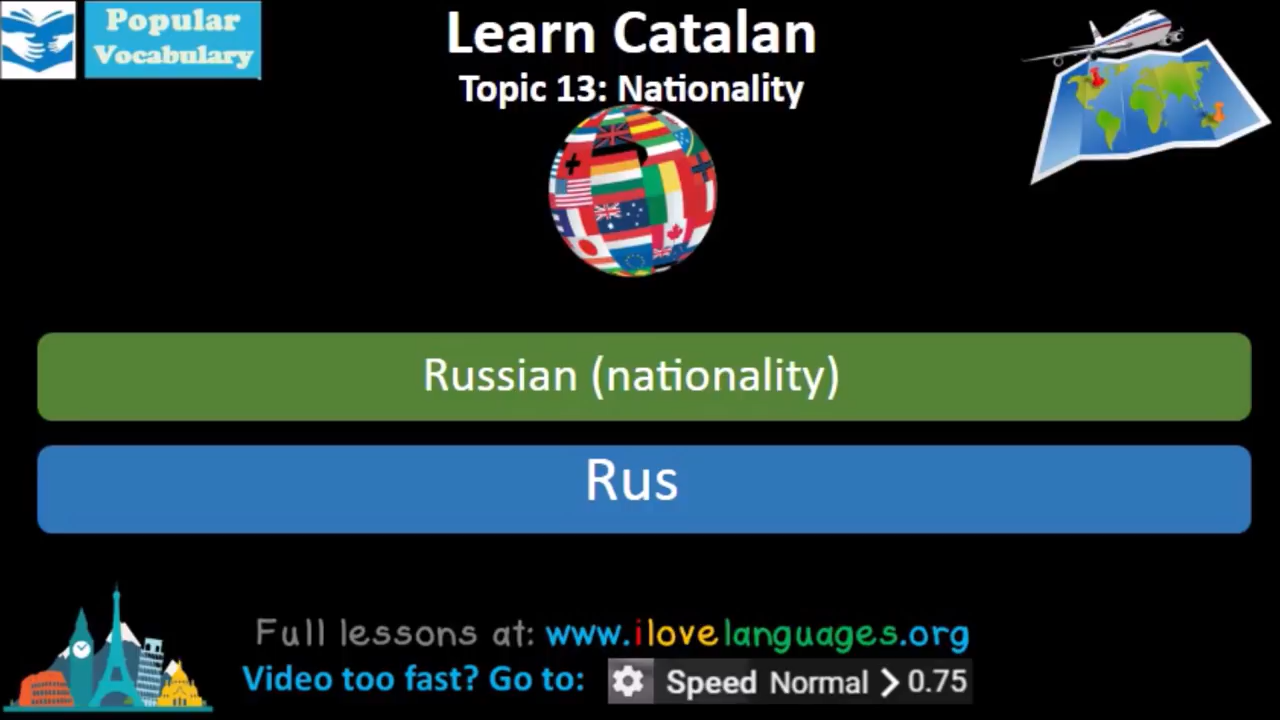 Popular
Vocabulary
Learn Catalan
Topic 13: Nationality
Russian (nationality)
Rus
Full lessons at: www.ilovelanguages.org
Video too fast? Go to: Speed Normal > 0.75